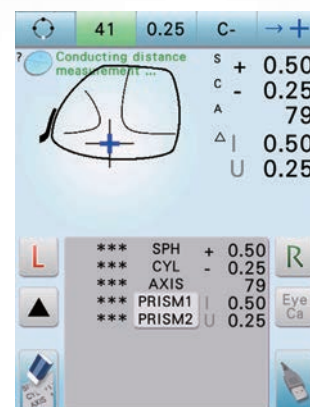 41 0.25 C- → +
? Conducting distance
measurement ...
S + 0.50
C - 0.25
A 79
△ I 0.50
U 0.25
L R
*** SPH + 0.50
*** CYL - 0.25
*** AXIS 79
*** PRISM1 I 0.50
*** PRISM2 U 0.25
▲ Eye
Ca